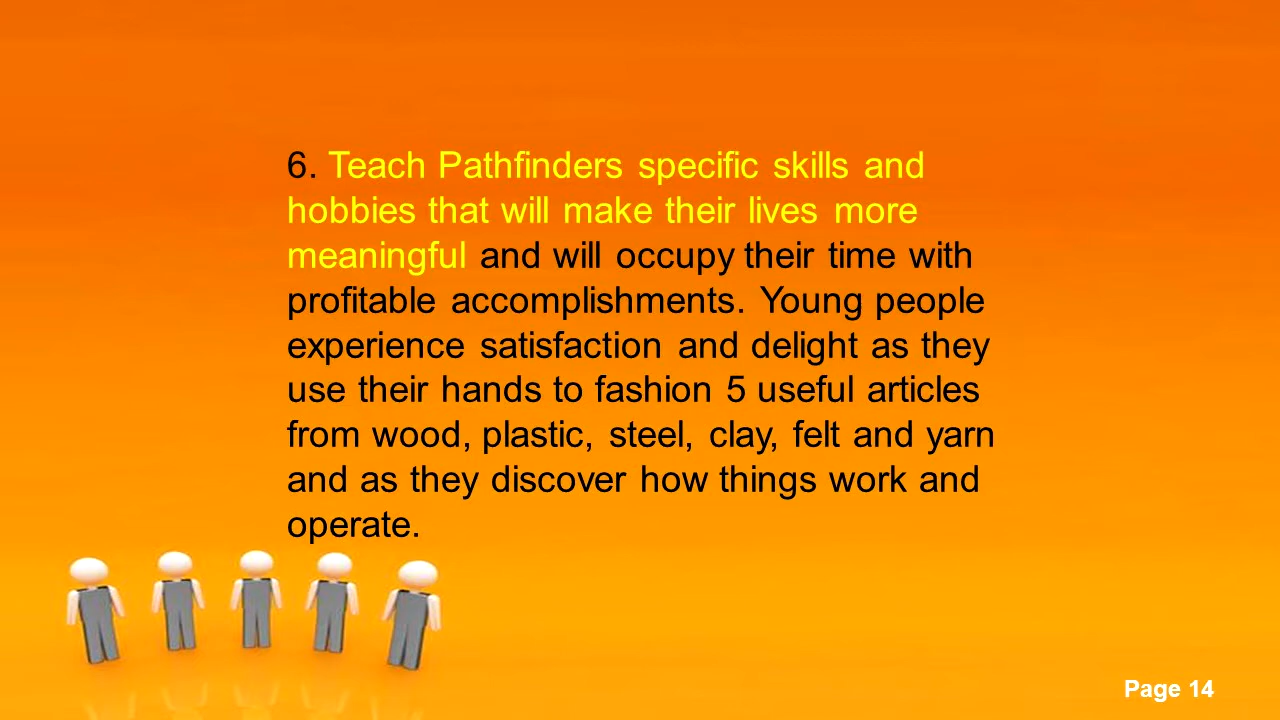 6. Teach Pathfinders specific skills and
hobbies that will make their lives more
meaningful and will occupy their time with
profitable accomplishments. Young people
experience satisfaction and delight as they
use their hands to fashion 5 useful articles
from wood, plastic, steel, clay, felt and yarn
and as they discover how things work and
operate.
Page 14